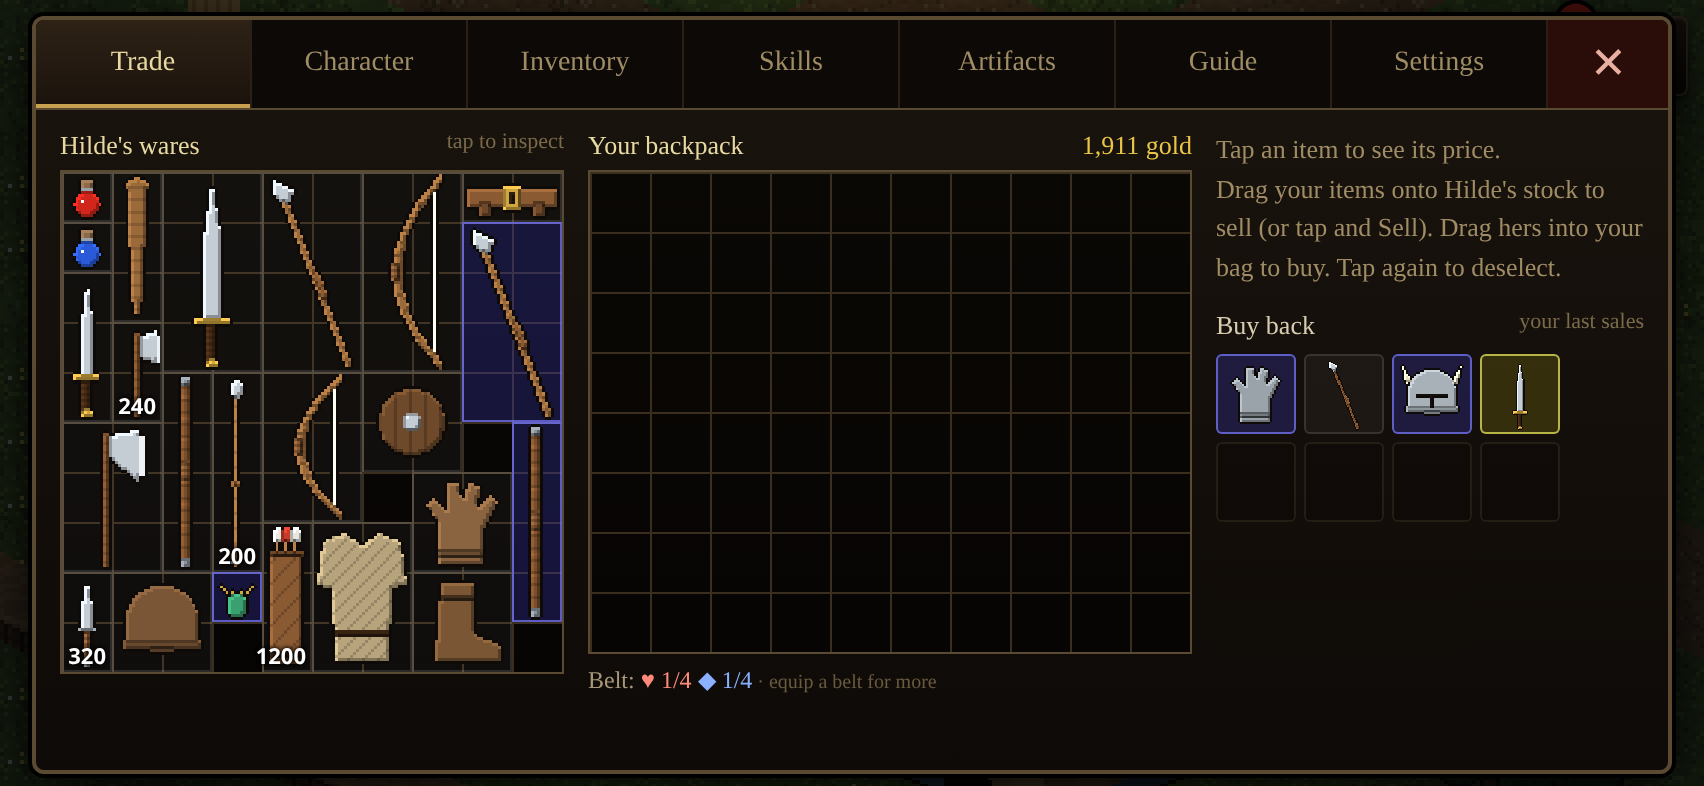 Trade
Character
Inventory
Skills
Artifacts
Guide
Settings
✕
Hilde's wares
tap to inspect
240
200
320
1200
Your backpack
1,911 gold
Belt: ♥ 1/4 ◆ 1/4 · equip a belt for more
Tap an item to see its price.
Drag your items onto Hilde's stock to
sell (or tap and Sell). Drag hers into your
bag to buy. Tap again to deselect.
Buy back
your last sales